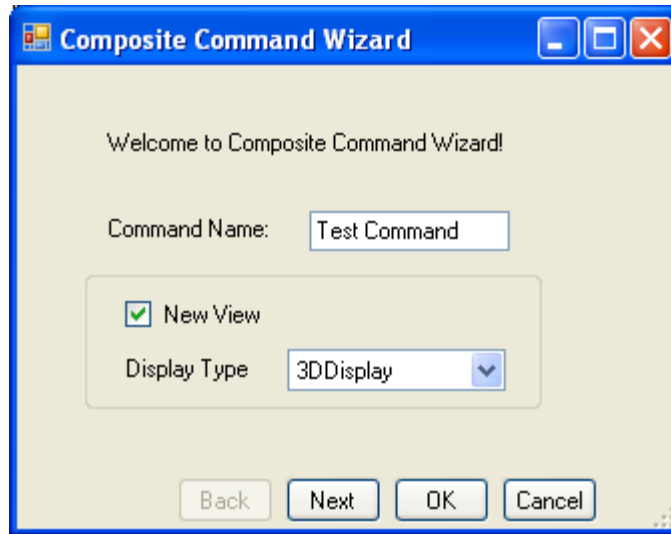 Composite Command Wizard
Welcome to Composite Command Wizard!
Command Name: Test Command
New View
Display Type 3DDisplay
Back Next OK Cancel